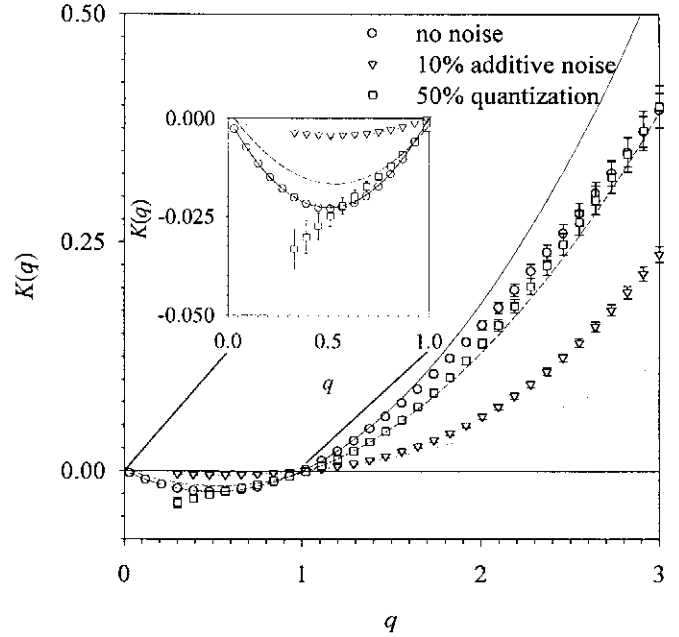 0.50
no noise
10% additive noise
50% quantization
0.000
-0.025
-0.050
K(q)
0.0
0.5
1.0
q
0.25
K(q)
0.00
0
1
2
3
q